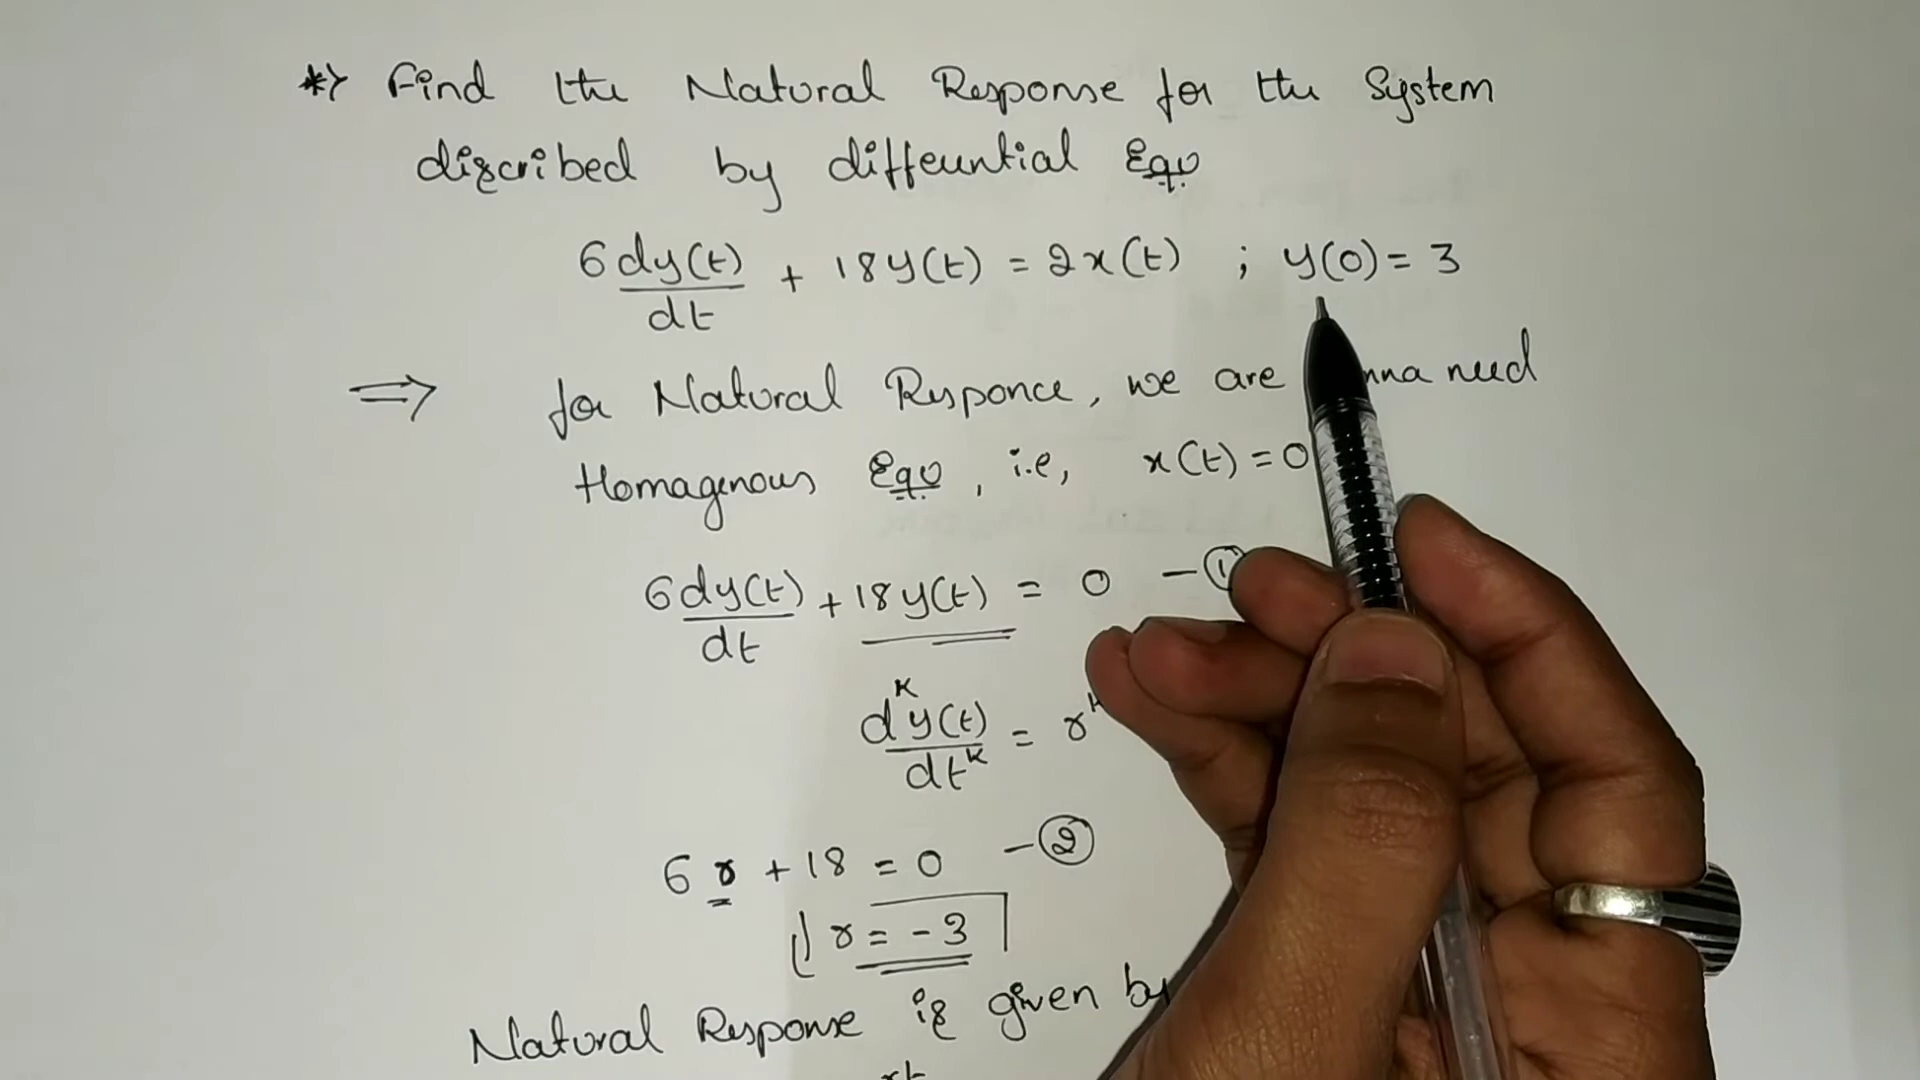 *> Find the Natural Response for the System
discribed by differential Eqn
6 dy(t)/dt + 18y(t) = 2x(t) ; y(0) = 3
⇒ for Natural Responce, we are need
Homagenous Eqn, i.e, x(t) = 0
6 dy(t)/dt + 18y(t) = 0 —①
d^k y(t)/dt^k = r^k
6r + 18 = 0 —②
r = -3
Natural Response is given by
rt